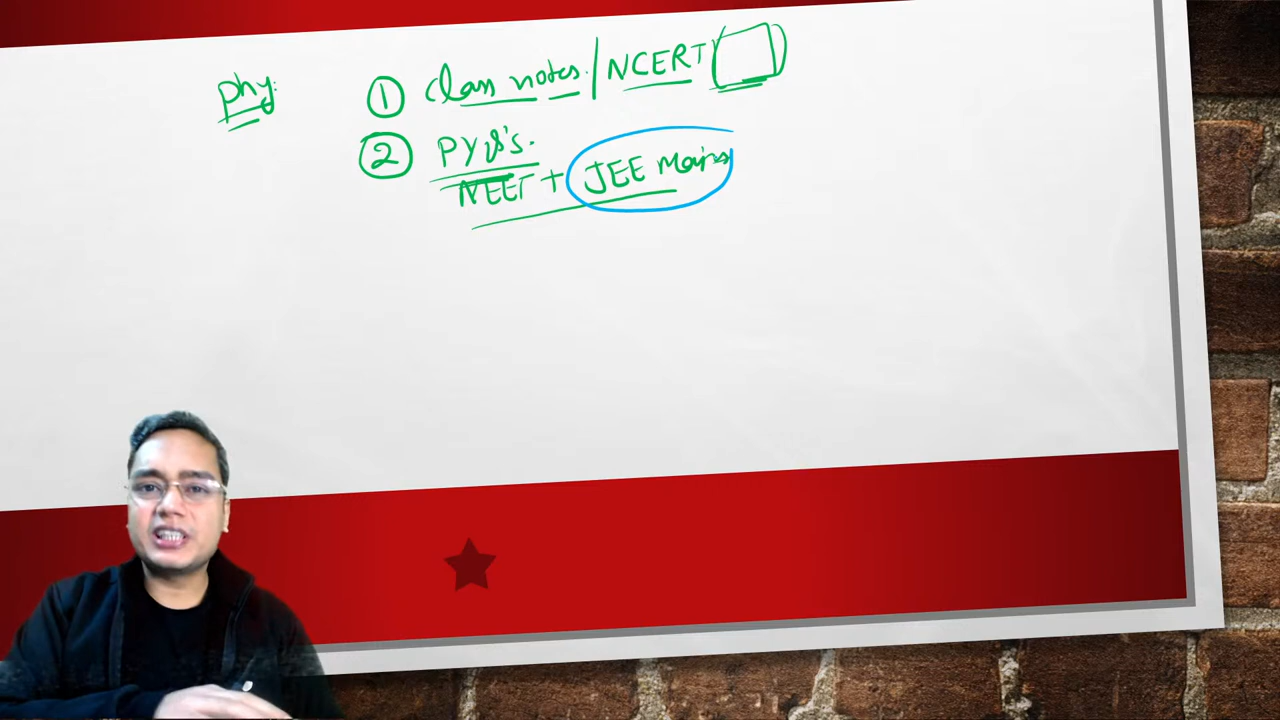 Phy:
① Class notes. / NCERT
② PYQ's.
NEET + JEE Mains